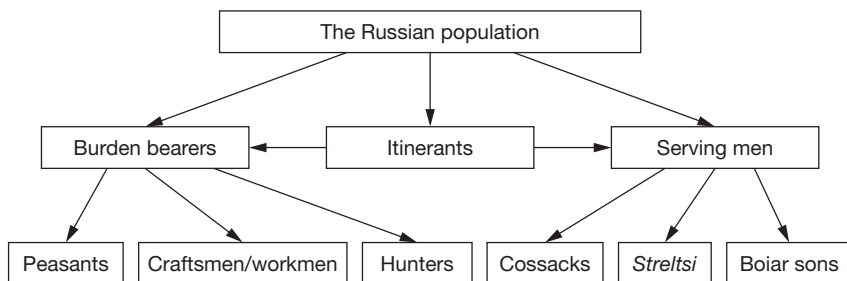 The Russian population
Burden bearers
Itinerants
Serving men
Peasants
Craftsmen/workmen
Hunters
Cossacks
Streltsi
Boiar sons